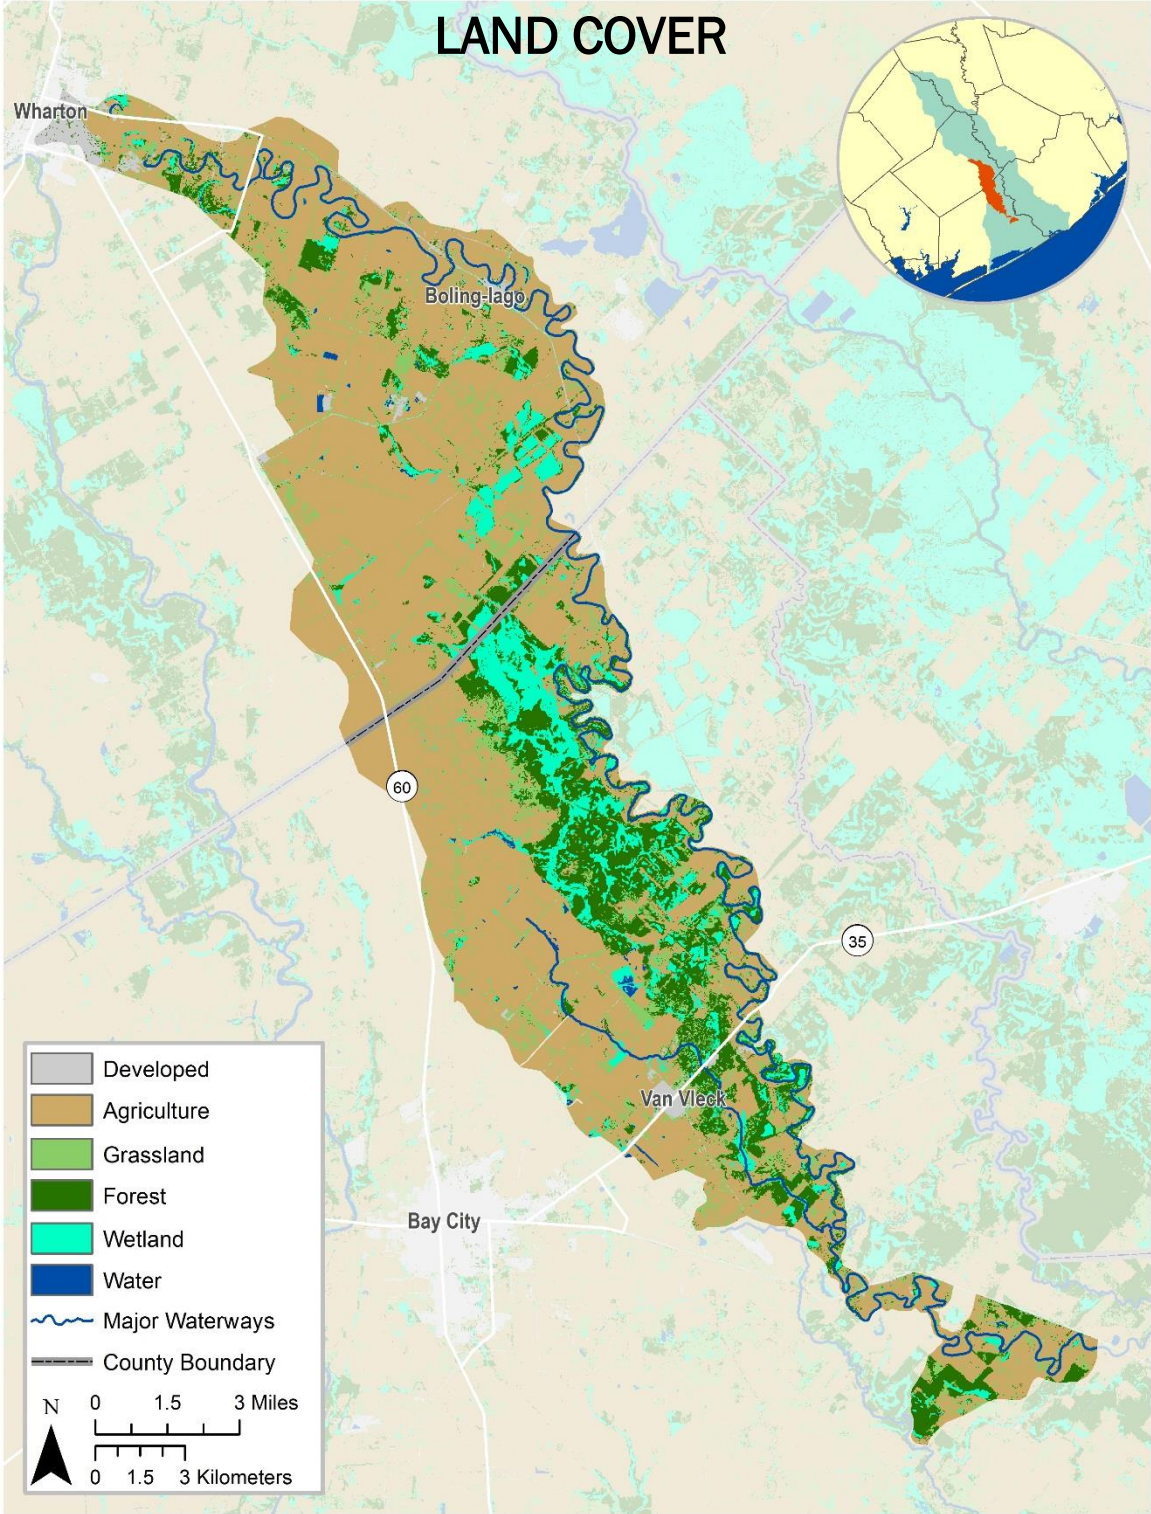 LAND COVER
Wharton
Boling-Iago
60
35
Van Vleck
Bay City
Developed
Agriculture
Grassland
Forest
Wetland
Water
Major Waterways
County Boundary
N
0 1.5 3 Miles
0 1.5 3 Kilometers